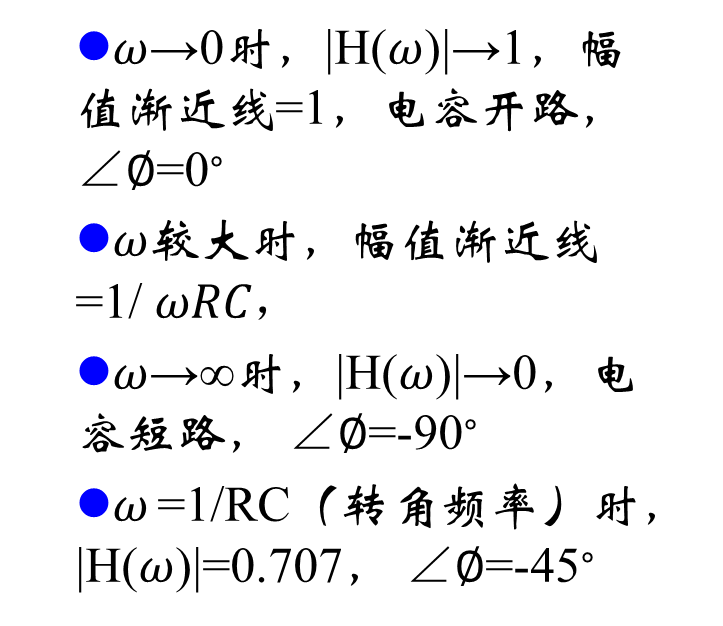 ●ω→0时，|H(ω)|→1，幅
值渐近线=1，电容开路，
∠∅=0°
●ω较大时，幅值渐近线
=1/ ωRC，
●ω→∞时，|H(ω)|→0，电
容短路， ∠∅=-90°
●ω =1/RC（转角频率）时，
|H(ω)|=0.707， ∠∅=-45°